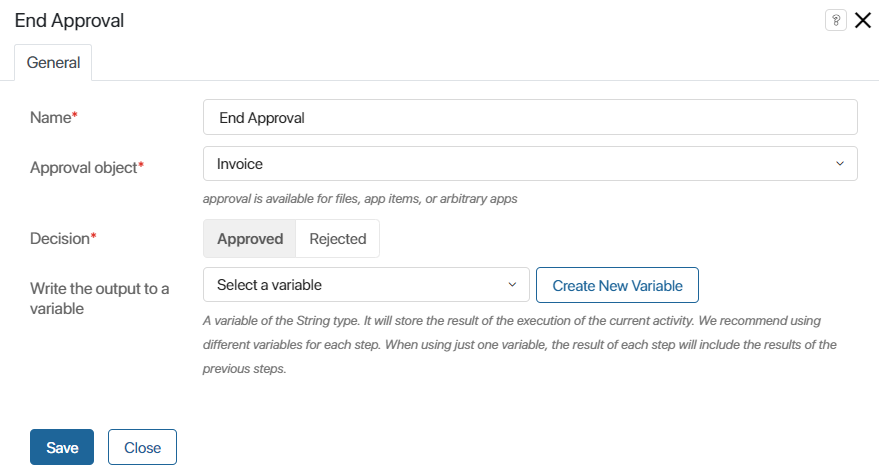 End Approval
?
General
Name*
End Approval
Approval object*
Invoice
approval is available for files, app items, or arbitrary apps
Decision*
Approved Rejected
Write the output to a
variable
Select a variable
Create New Variable
A variable of the String type. It will store the result of the execution of the current activity. We recommend using
different variables for each step. When using just one variable, the result of each step will include the results of the
previous steps.
Save Close